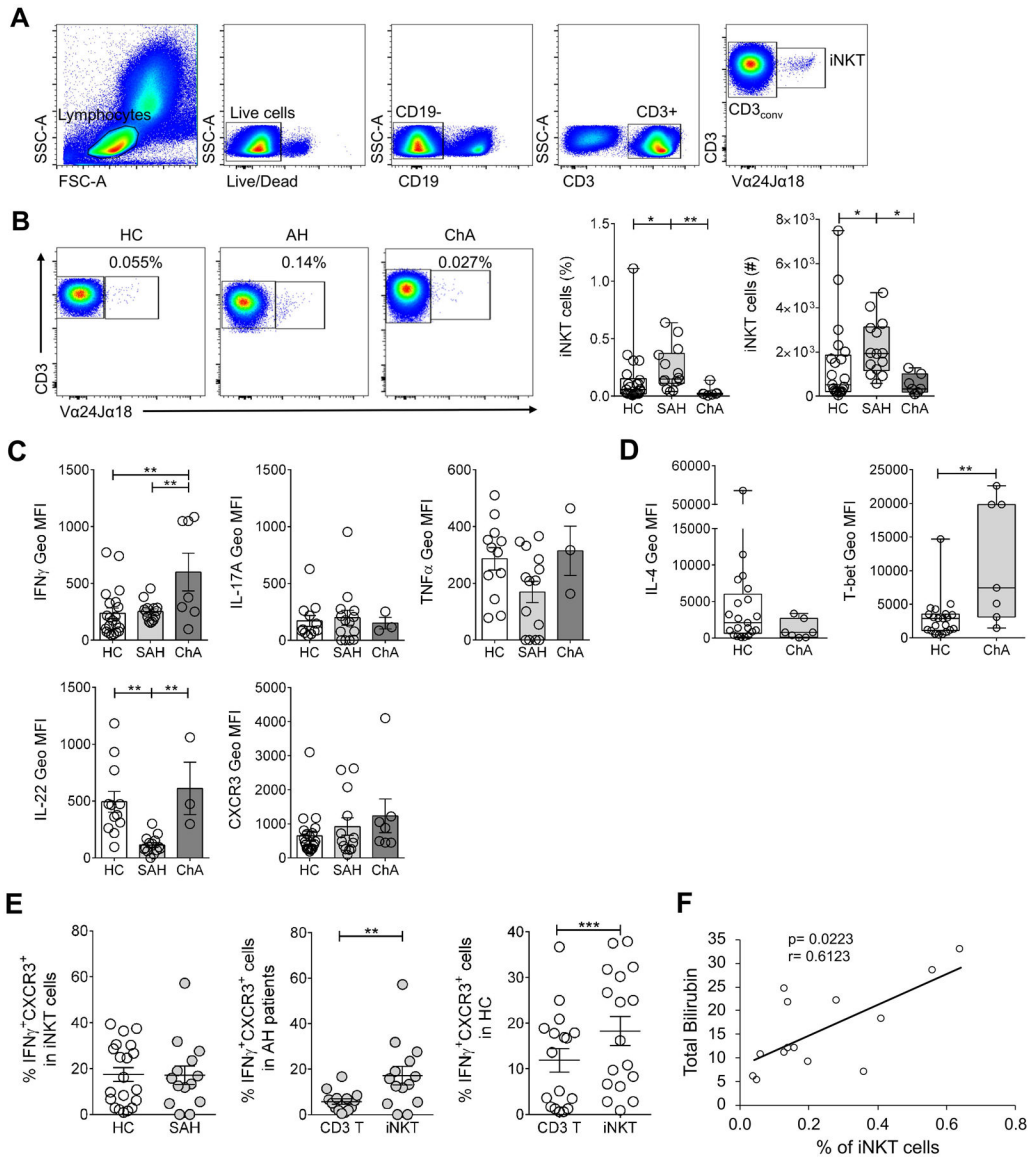 A
Lymphocytes
SSC-A
FSC-A
Live cells
SSC-A
Live/Dead
CD19-
SSC-A
CD19
CD3+
SSC-A
CD3
iNKT
CD3conv
CD3
Vα24Jα18
B
HC
AH
ChA
0.055%
0.14%
0.027%
CD3
Vα24Jα18
iNKT cells (%)
1.5
1.0
0.5
0.0
* **
HC SAH ChA
iNKT cells (#)
8×10³
6×10³
4×10³
2×10³
0
* *
HC SAH ChA
C
IFNγ Geo MFI
1500
1000
500
0
**
**
HC SAH ChA
IL-17A Geo MFI
1500
1000
500
0
HC SAH ChA
TNFα Geo MFI
600
400
200
0
HC SAH ChA
D
IL-4 Geo MFI
60000
50000
15000
10000
5000
0
HC ChA
T-bet Geo MFI
25000
20000
15000
10000
5000
0
**
HC ChA
IL-22 Geo MFI
1500
1000
500
0
** **
HC SAH ChA
CXCR3 Geo MFI
5000
4000
3000
2000
1000
0
HC SAH ChA
E
% IFNγ+CXCR3+
in iNKT cells
80
60
40
20
0
HC SAH
% IFNγ+CXCR3+ cells
in AH patients
80
60
40
20
0
**
CD3 T iNKT
% IFNγ+CXCR3+ cells
in HC
50
40
30
20
10
0
***
CD3 T iNKT
F
p= 0.0223
r= 0.6123
Total Bilirubin
35
30
25
20
15
10
5
0
0.0 0.2 0.4 0.6 0.8
% of iNKT cells